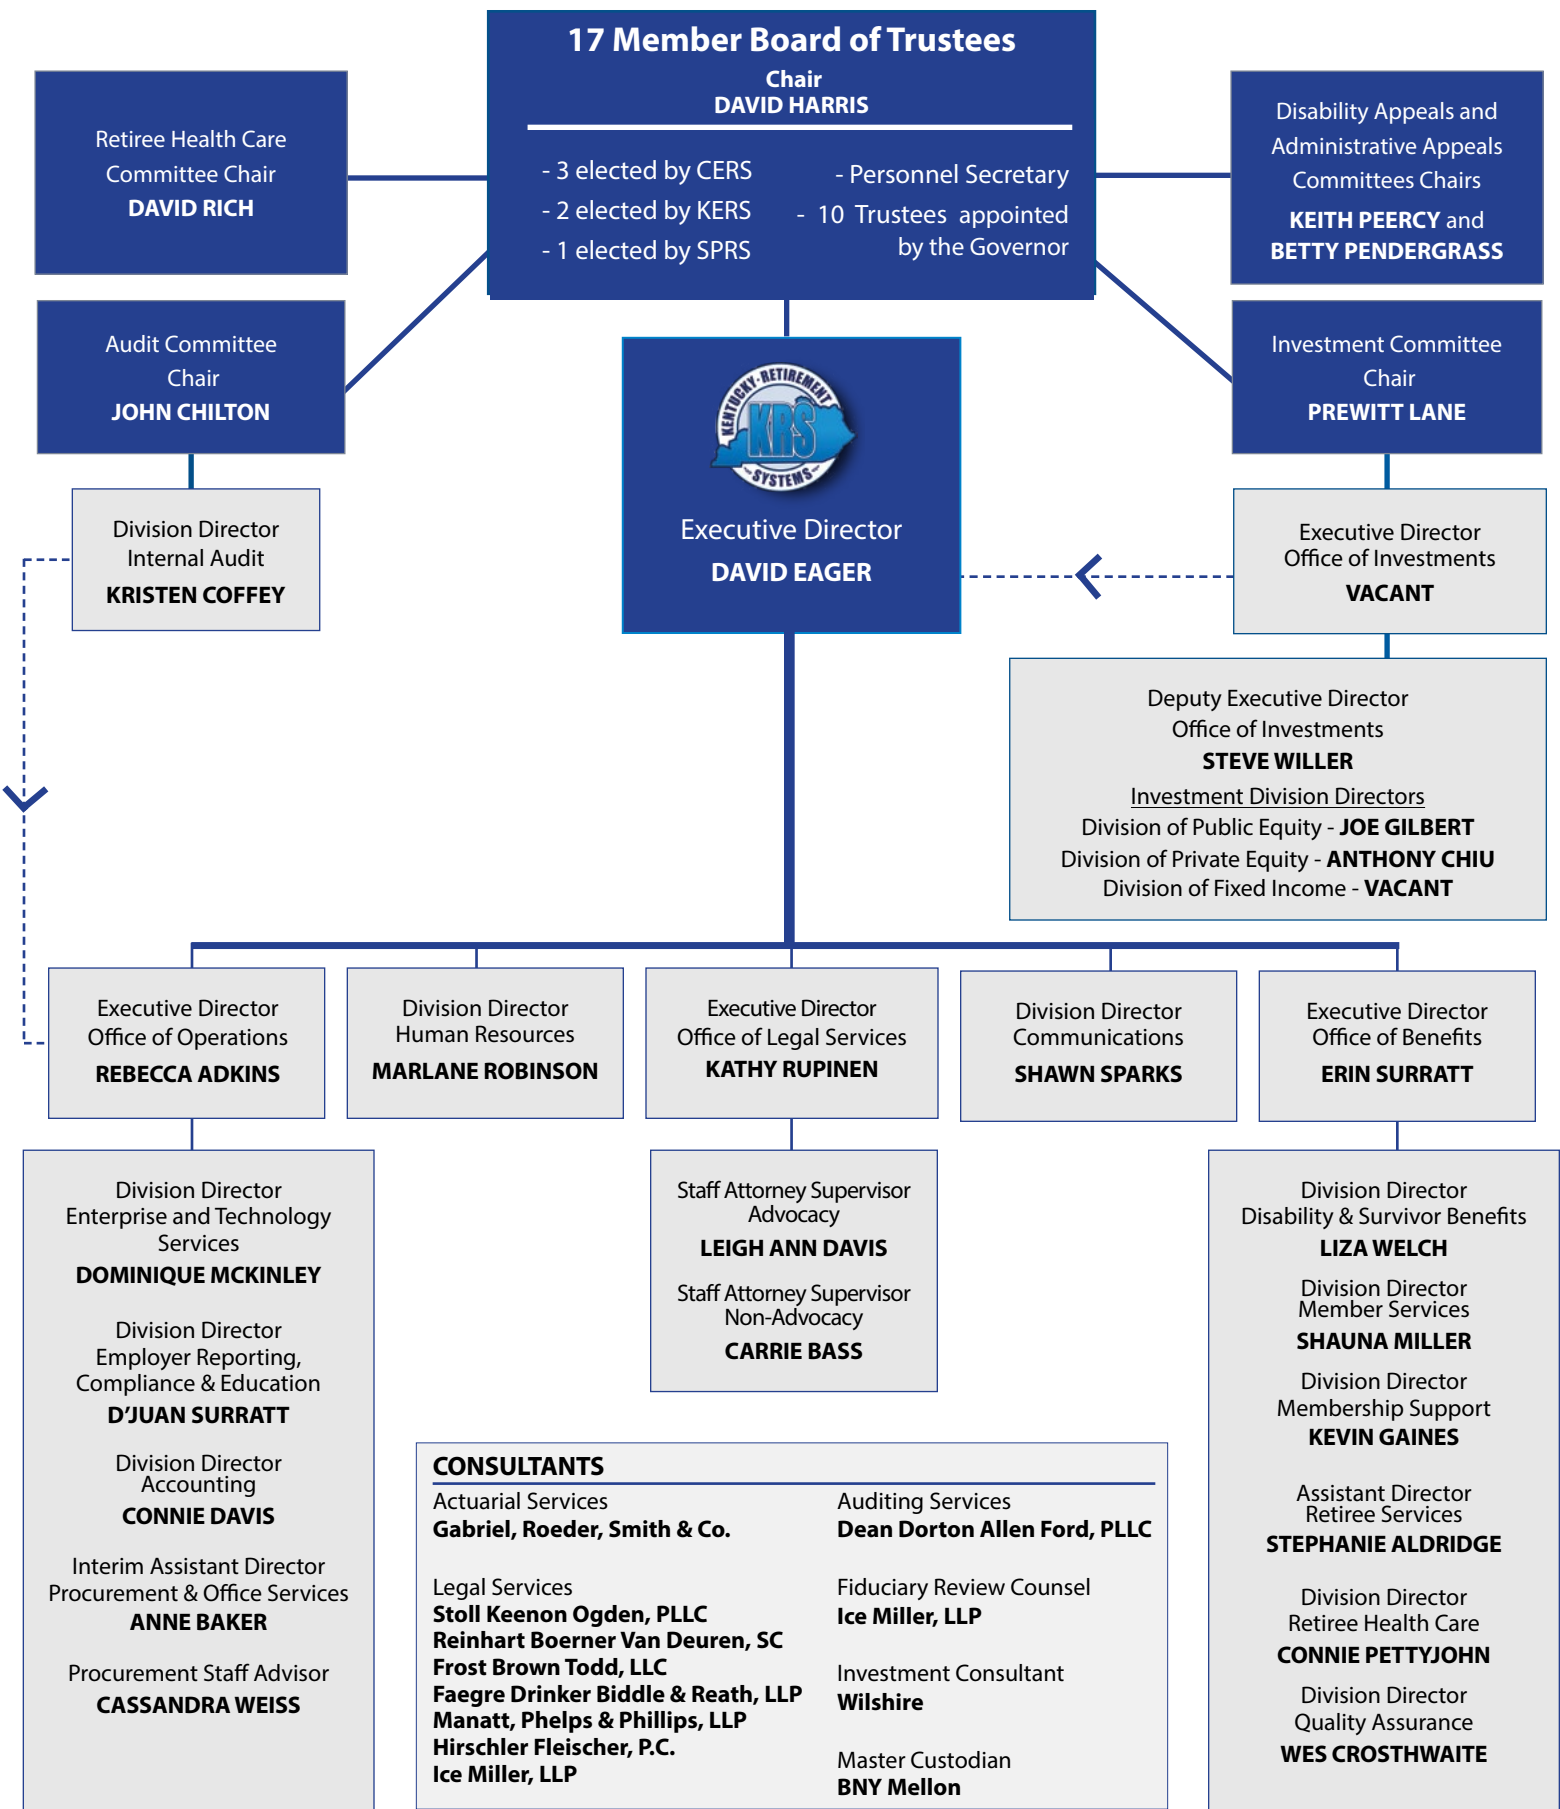 17 Member Board of Trustees
Chair
DAVID HARRIS
- 3 elected by CERS
- 2 elected by KERS
- 1 elected by SPRS
- Personnel Secretary
- 10 Trustees appointed
by the Governor
Retiree Health Care
Committee Chair
DAVID RICH
Disability Appeals and
Administrative Appeals
Committees Chairs
KEITH PEERCY and
BETTY PENDERGRASS
Audit Committee
Chair
JOHN CHILTON
Investment Committee
Chair
PREWITT LANE
KENTUCKY·RETIREMENT
KRS
SYSTEMS
Executive Director
DAVID EAGER
Division Director
Internal Audit
KRISTEN COFFEY
Executive Director
Office of Investments
VACANT
Deputy Executive Director
Office of Investments
STEVE WILLER
Investment Division Directors
Division of Public Equity - JOE GILBERT
Division of Private Equity - ANTHONY CHIU
Division of Fixed Income - VACANT
Executive Director
Office of Operations
REBECCA ADKINS
Division Director
Human Resources
MARLANE ROBINSON
Executive Director
Office of Legal Services
KATHY RUPINEN
Division Director
Communications
SHAWN SPARKS
Executive Director
Office of Benefits
ERIN SURRATT
Division Director
Enterprise and Technology
Services
DOMINIQUE MCKINLEY
Division Director
Employer Reporting,
Compliance & Education
D’JUAN SURRATT
Division Director
Accounting
CONNIE DAVIS
Interim Assistant Director
Procurement & Office Services
ANNE BAKER
Procurement Staff Advisor
CASSANDRA WEISS
Staff Attorney Supervisor
Advocacy
LEIGH ANN DAVIS
Staff Attorney Supervisor
Non-Advocacy
CARRIE BASS
Division Director
Disability & Survivor Benefits
LIZA WELCH
Division Director
Member Services
SHAUNA MILLER
Division Director
Membership Support
KEVIN GAINES
Assistant Director
Retiree Services
STEPHANIE ALDRIDGE
Division Director
Retiree Health Care
CONNIE PETTYJOHN
Division Director
Quality Assurance
WES CROSTHWAITE
CONSULTANTS
Actuarial Services
Gabriel, Roeder, Smith & Co.
Legal Services
Stoll Keenon Ogden, PLLC
Reinhart Boerner Van Deuren, SC
Frost Brown Todd, LLC
Faegre Drinker Biddle & Reath, LLP
Manatt, Phelps & Phillips, LLP
Hirschler Fleischer, P.C.
Ice Miller, LLP
Auditing Services
Dean Dorton Allen Ford, PLLC
Fiduciary Review Counsel
Ice Miller, LLP
Investment Consultant
Wilshire
Master Custodian
BNY Mellon